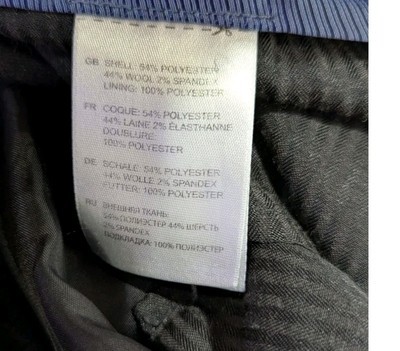 GB SHELL: 54% POLYESTER
44% WOOL 2% SPANDEX
LINING: 100% POLYESTER
FR COQUE: 54% POLYESTER
44% LAINE 2% ÉLASTHANNE
DOUBLURE:
100% POLYESTER
DE SCHALE: 54% POLYESTER
44% WOLLE 2% SPANDEX
FUTTER: 100% POLYESTER
RU ВНЕШНЯЯ ТКАНЬ:
54% ПОЛИЭСТЕР 44% ШЕРСТЬ
2% SPANDEX
ПОДКЛАДКА: 100% ПОЛИЭСТЕР